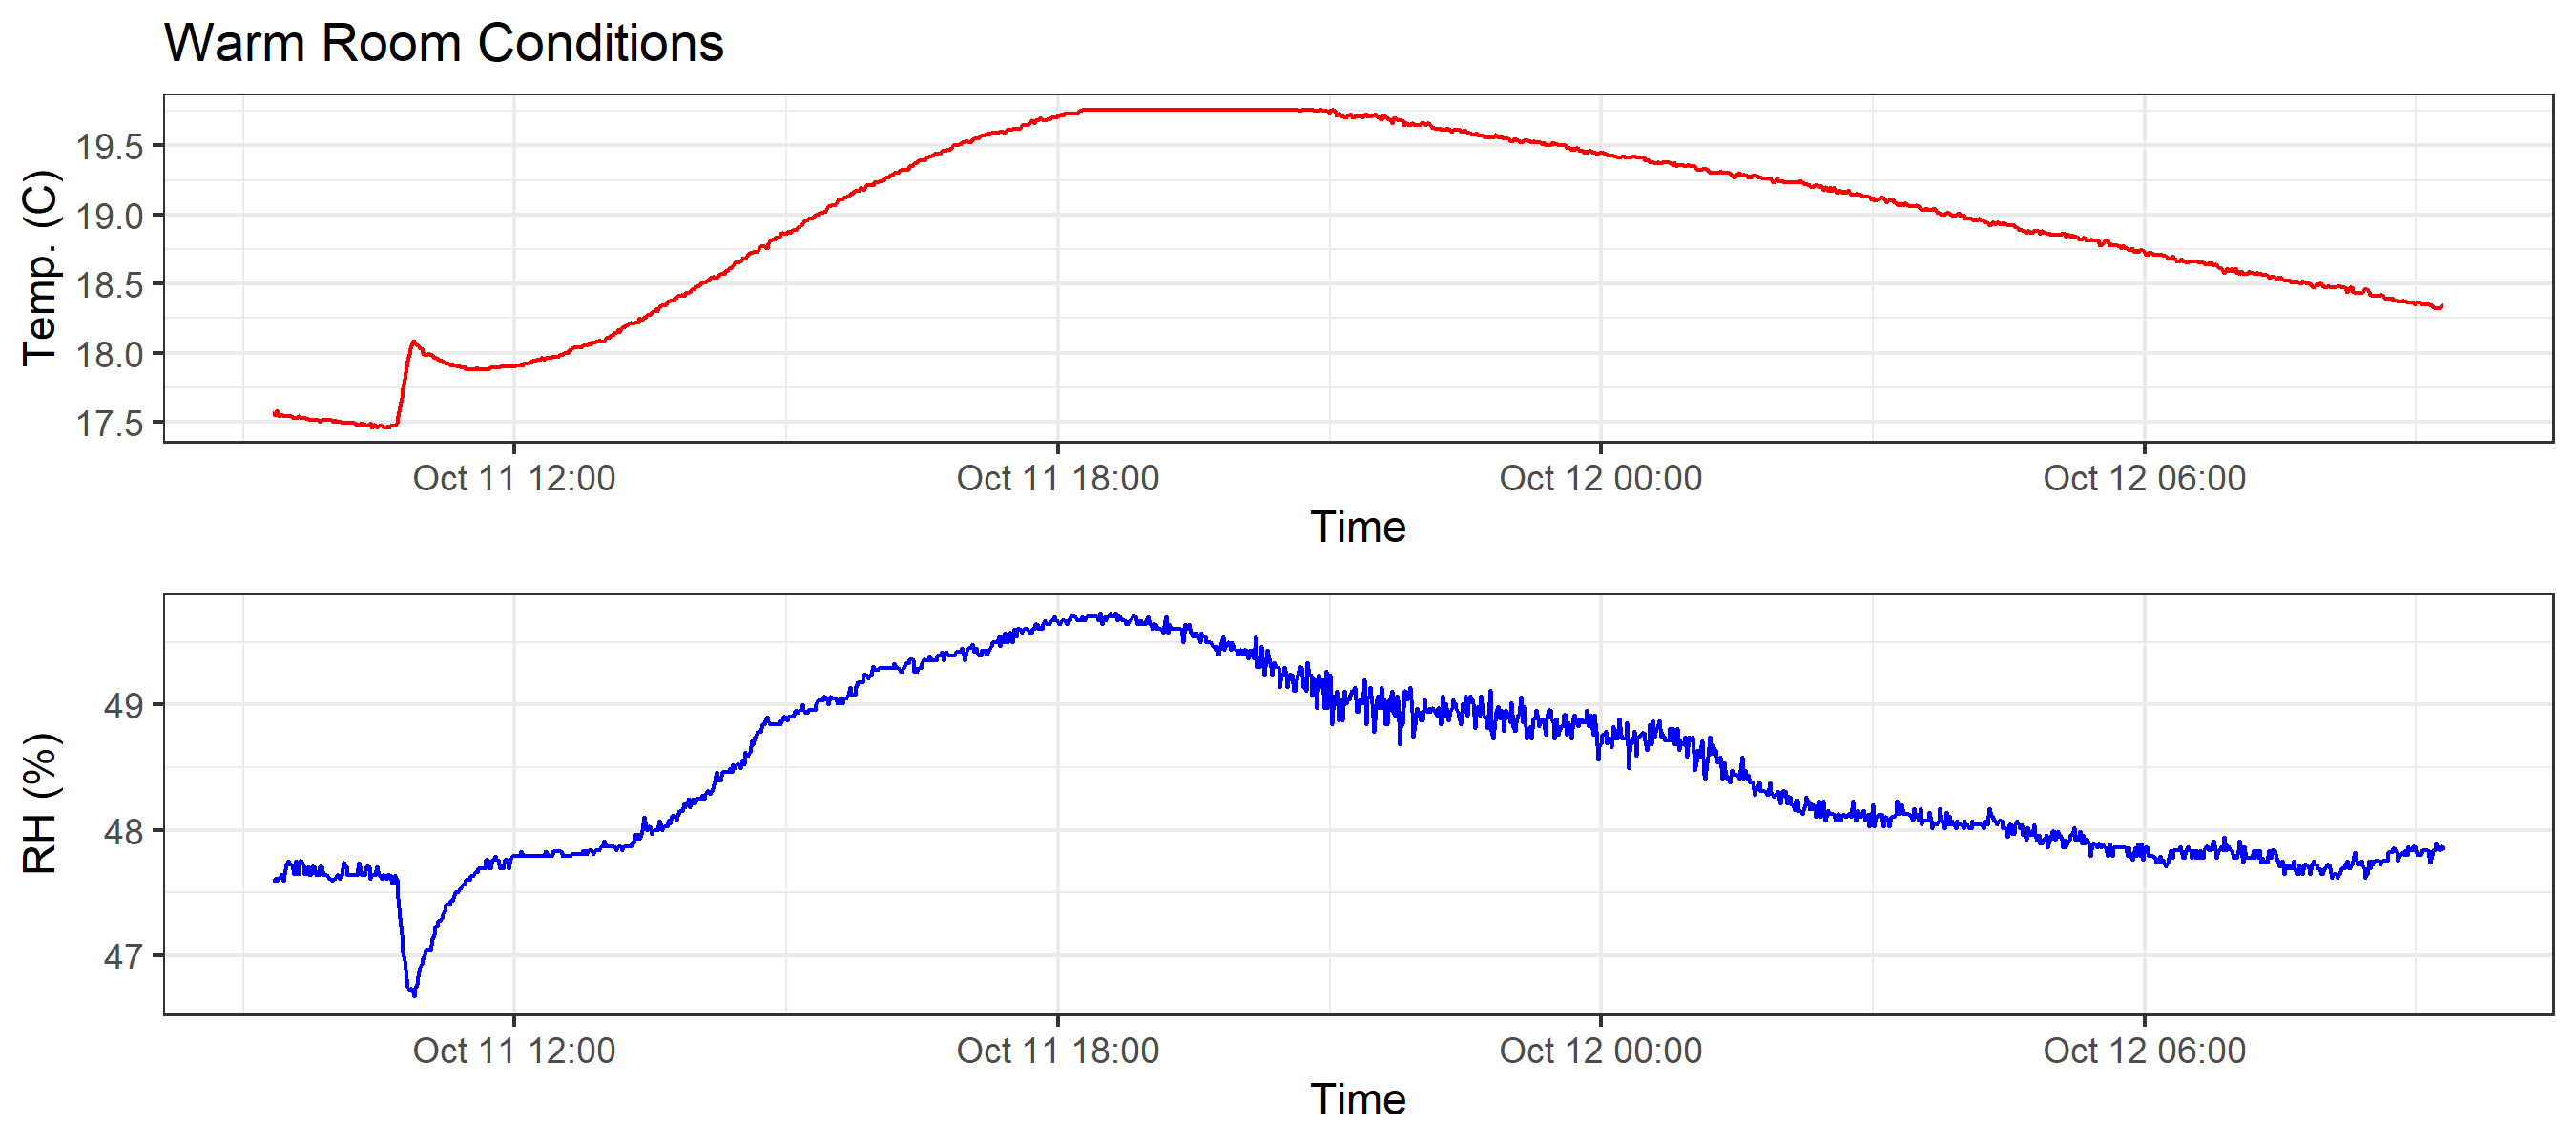 Warm Room Conditions
Temp. (C)
19.5
19.0
18.5
18.0
17.5
Oct 11 12:00 Oct 11 18:00 Oct 12 00:00 Oct 12 06:00
Time
RH (%)
49
48
47
Oct 11 12:00 Oct 11 18:00 Oct 12 00:00 Oct 12 06:00
Time